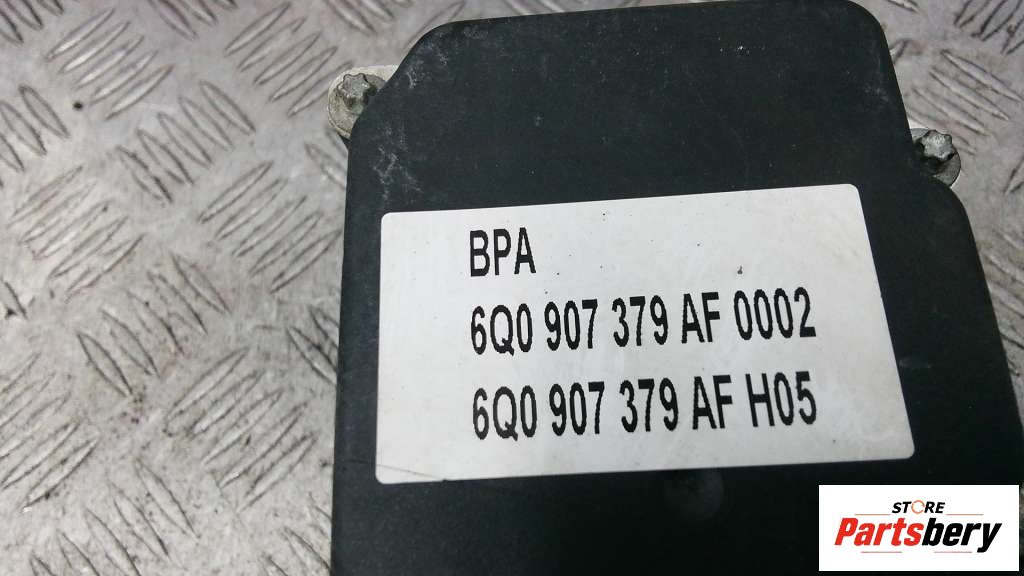 BPA
6Q0 907 379 AF 0002
6Q0 907 379 AF H05
STORE
Partsbery